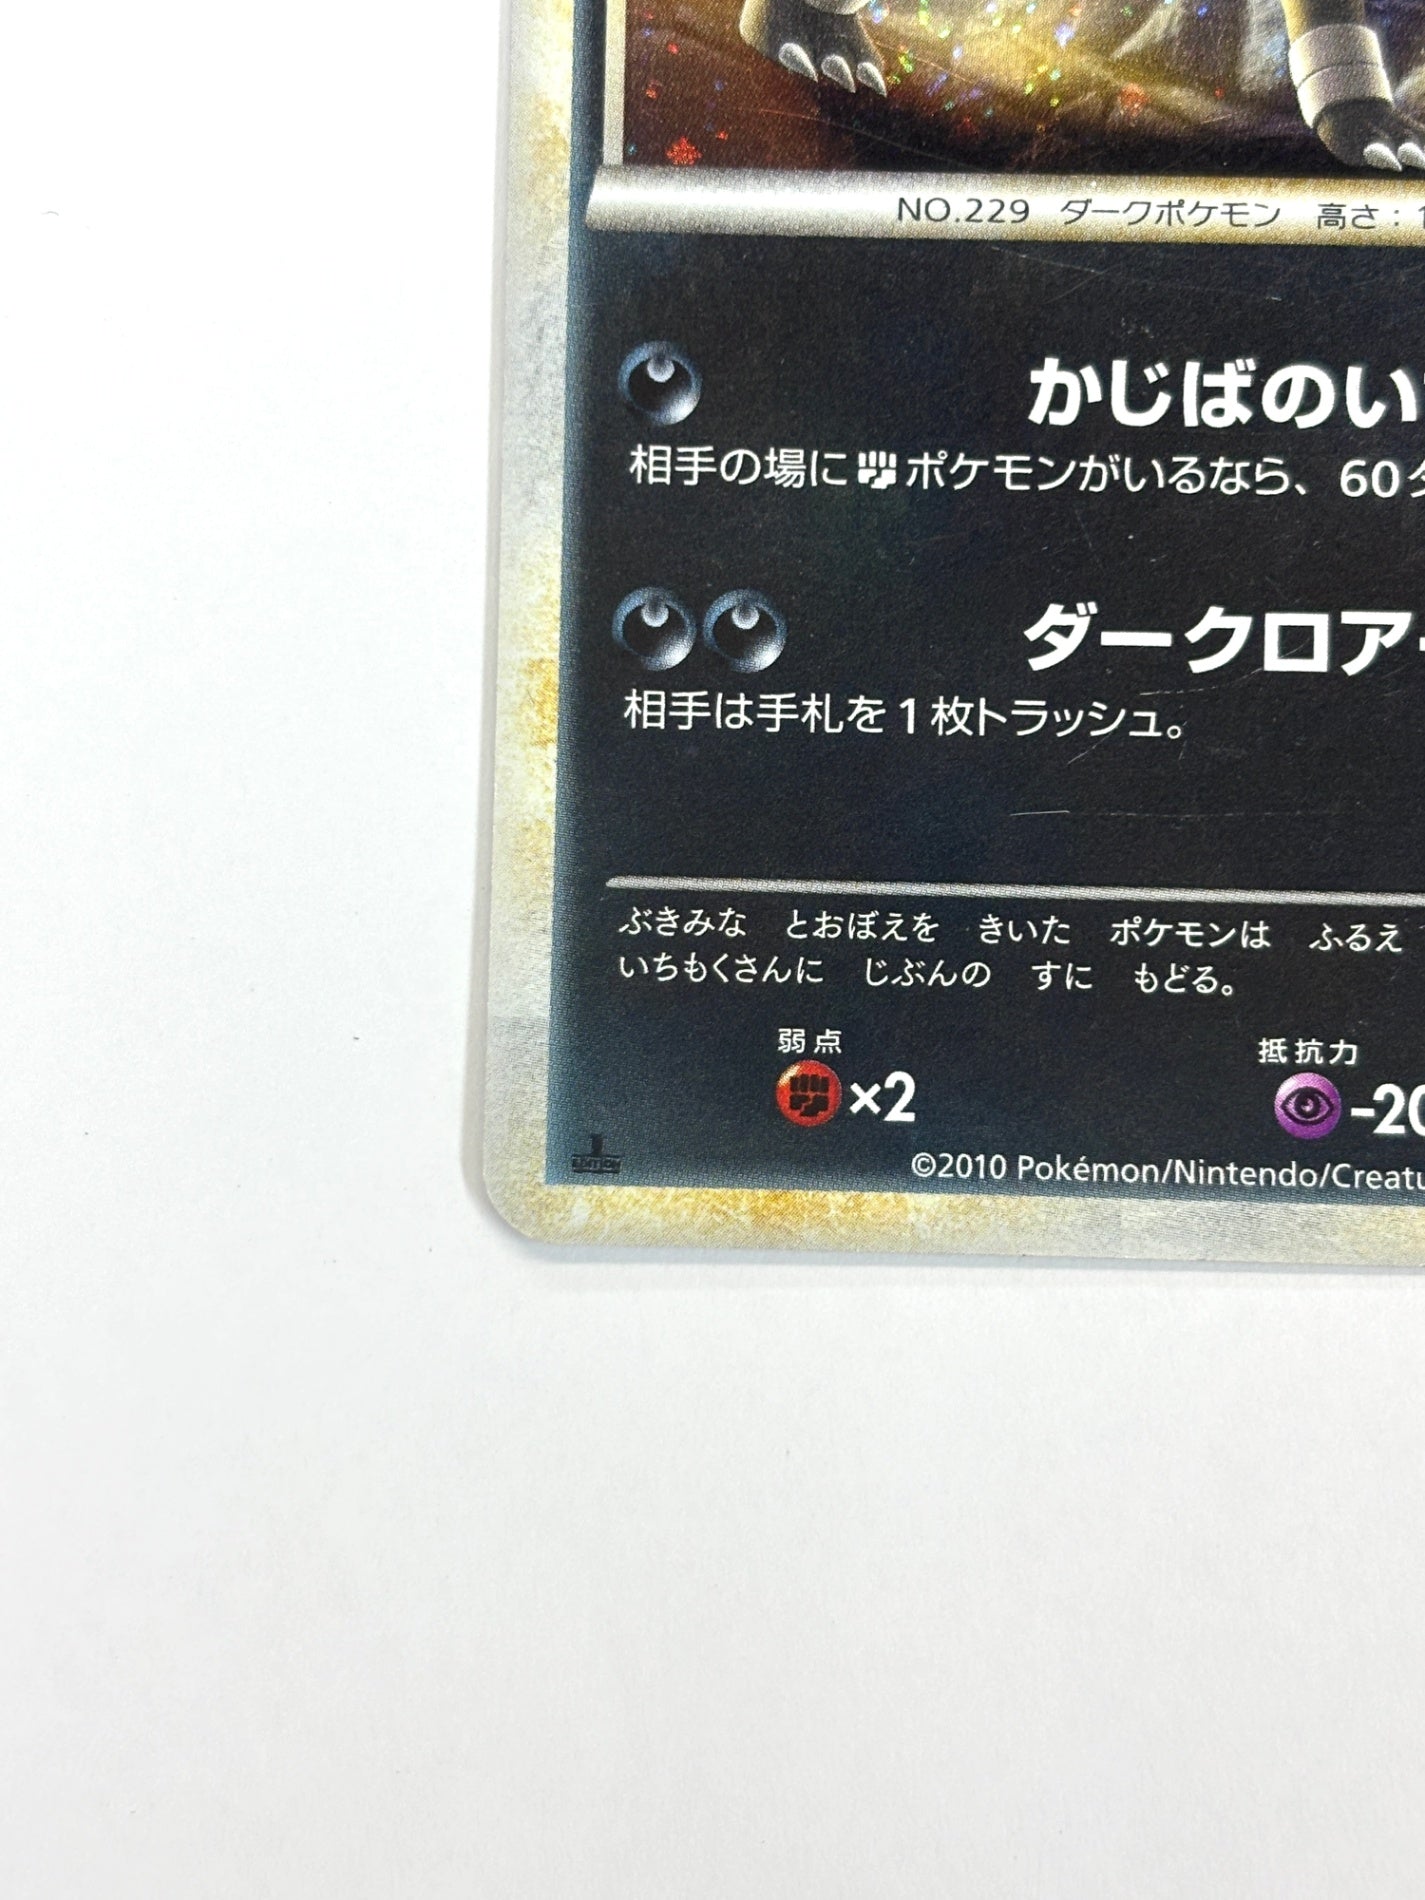 NO.229 ダークポケモン 高さ：1
かじばのい
相手の場にポケモンがいるなら、60
ダークロア
相手は手札を1枚トラッシュ。
ぶきみな とおぼえを きいた ポケモンは ふるえ
いちもくさんに じぶんの すに もどる。
弱点 抵抗力
×2 -20
1
EDITION
©2010 Pokémon/Nintendo/Creatu